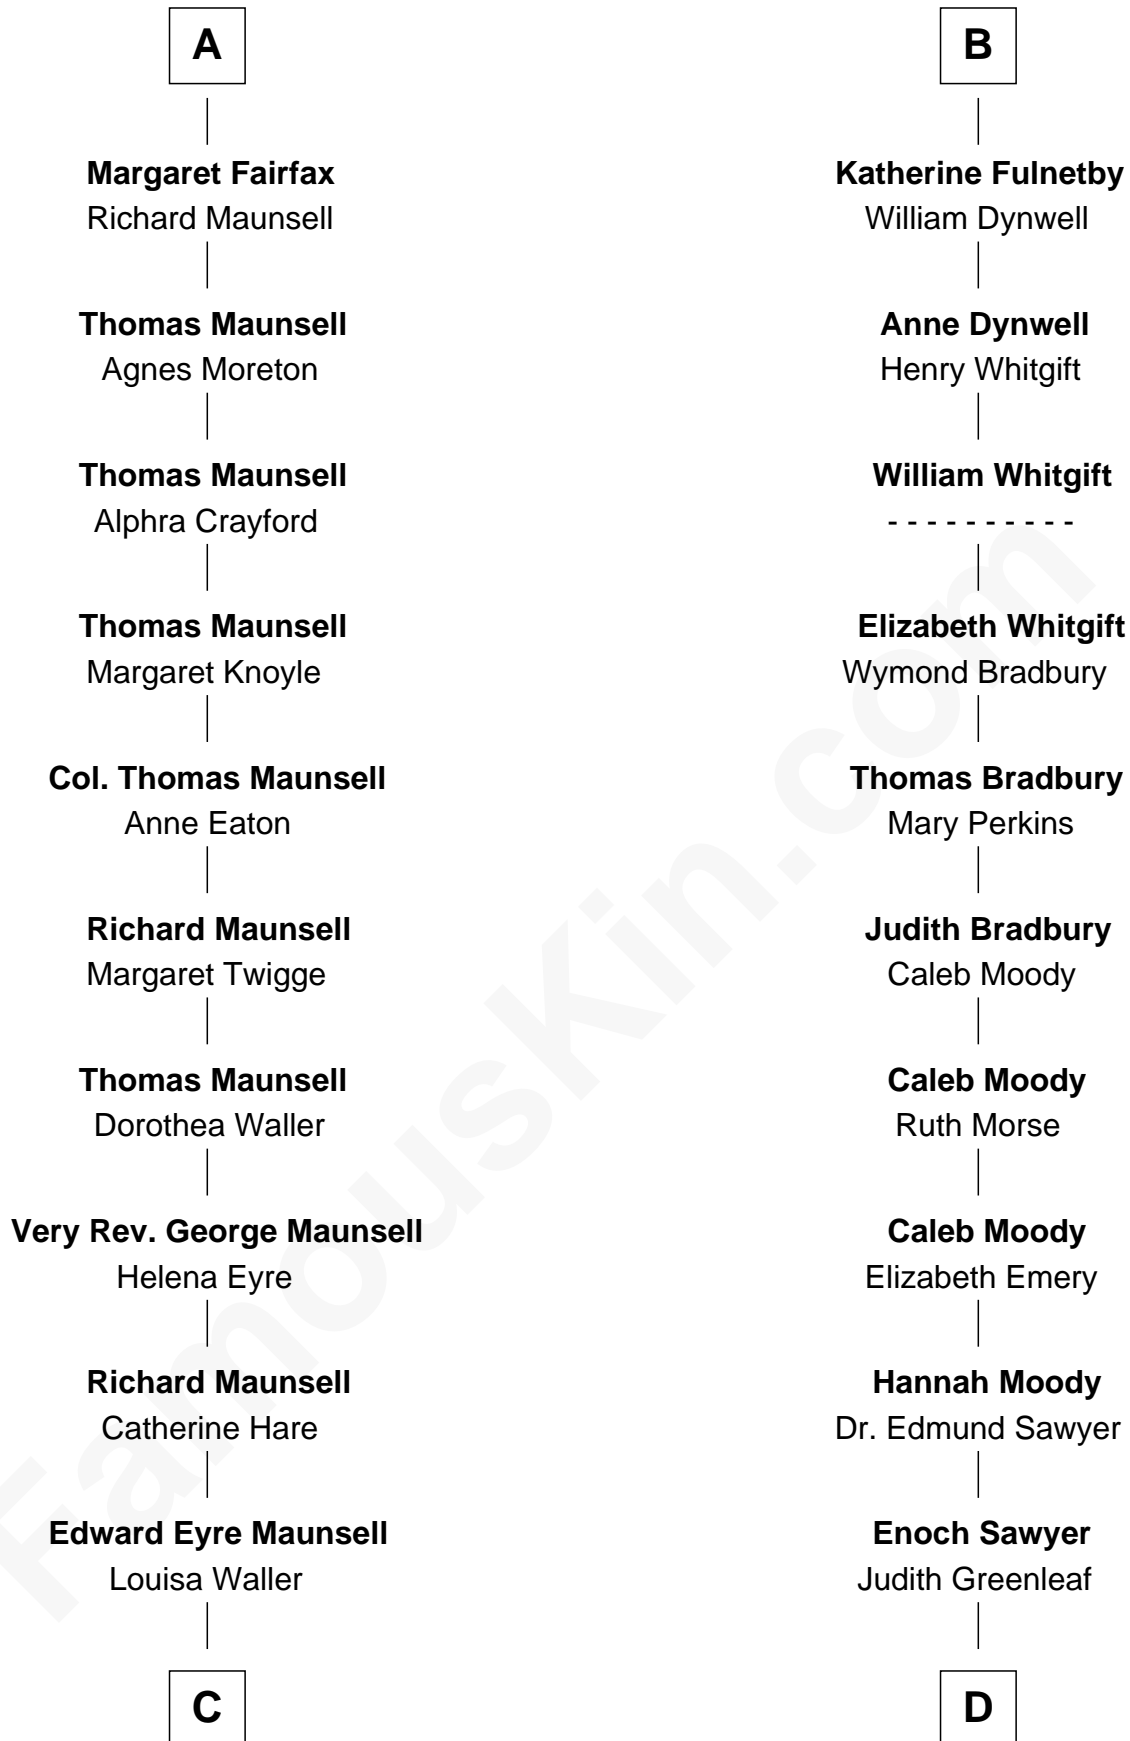 A
Margaret Fairfax
Richard Maunsell
Thomas Maunsell
Agnes Moreton
Thomas Maunsell
Alphra Crayford
Thomas Maunsell
Margaret Knoyle
Col. Thomas Maunsell
Anne Eaton
Richard Maunsell
Margaret Twigge
Thomas Maunsell
Dorothea Waller
Very Rev. George Maunsell
Helena Eyre
Richard Maunsell
Catherine Hare
Edward Eyre Maunsell
Louisa Waller
C
B
Katherine Fulnetby
William Dynwell
Anne Dynwell
Henry Whitgift
William Whitgift
- - - - - - - - - -
Elizabeth Whitgift
Wymond Bradbury
Thomas Bradbury
Mary Perkins
Judith Bradbury
Caleb Moody
Caleb Moody
Ruth Morse
Caleb Moody
Elizabeth Emery
Hannah Moody
Dr. Edmund Sawyer
Enoch Sawyer
Judith Greenleaf
D
FamousKin.com